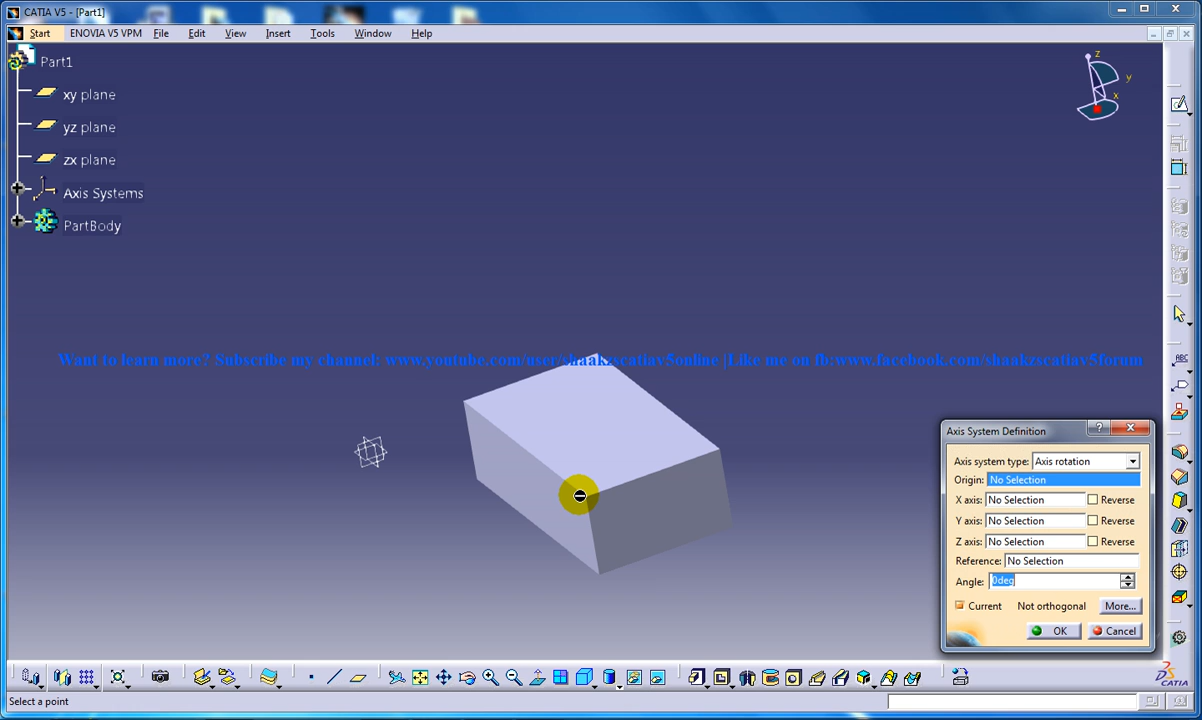 CATIA V5 - [Part1]
Start ENOVIA V5 VPM File Edit View Insert Tools Window Help
Part1
xy plane
yz plane
zx plane
Axis Systems
PartBody
z
y
x
Want to learn more? Subscribe my channel: www.youtube.com/user/shaakzscatiav5online |Like me on fb:www.facebook.com/shaakzscatiav5forum
ABC
Axis System Definition ?
Axis system type: Axis rotation
Origin: No Selection
X axis: No Selection Reverse
Y axis: No Selection Reverse
Z axis: No Selection Reverse
Reference: No Selection
Angle: 0deg
Current Not orthogonal More...
OK Cancel
CATIA
Select a point